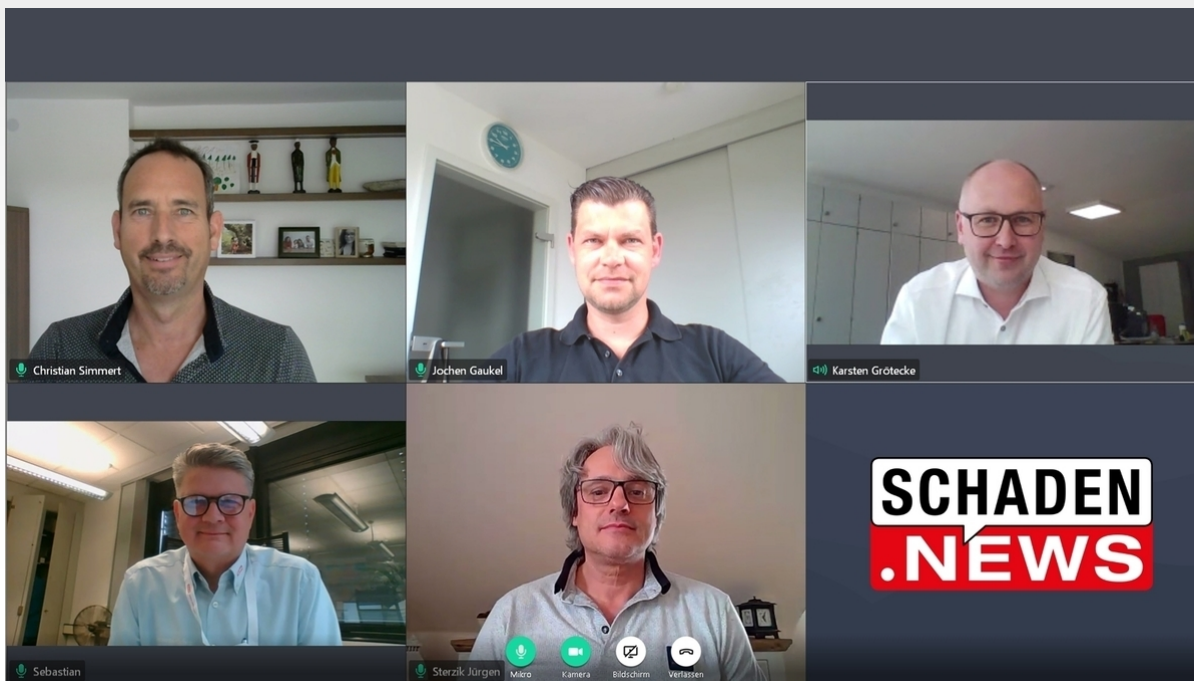 Christian Simmert
Jochen Gaukel
Karsten Grötecke
SCHADEN
.NEWS
Sebastian
Sterzik Jürgen
Mikro
Kamera
Bildschirm
Verlassen